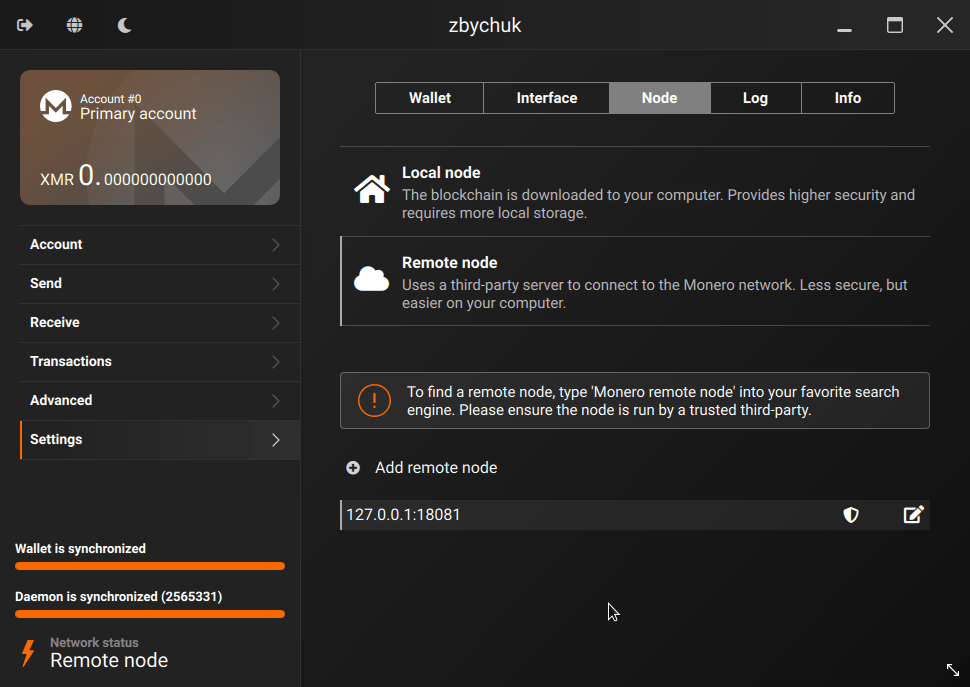 zbychuk
Account #0
Primary account
XMR 0.000000000000
Account
Send
Receive
Transactions
Advanced
Settings
Wallet is synchronized
Daemon is synchronized (2565331)
Network status
Remote node
Wallet
Interface
Node
Log
Info
Local node
The blockchain is downloaded to your computer. Provides higher security and
requires more local storage.
Remote node
Uses a third-party server to connect to the Monero network. Less secure, but
easier on your computer.
To find a remote node, type 'Monero remote node' into your favorite search
engine. Please ensure the node is run by a trusted third-party.
Add remote node
127.0.0.1:18081